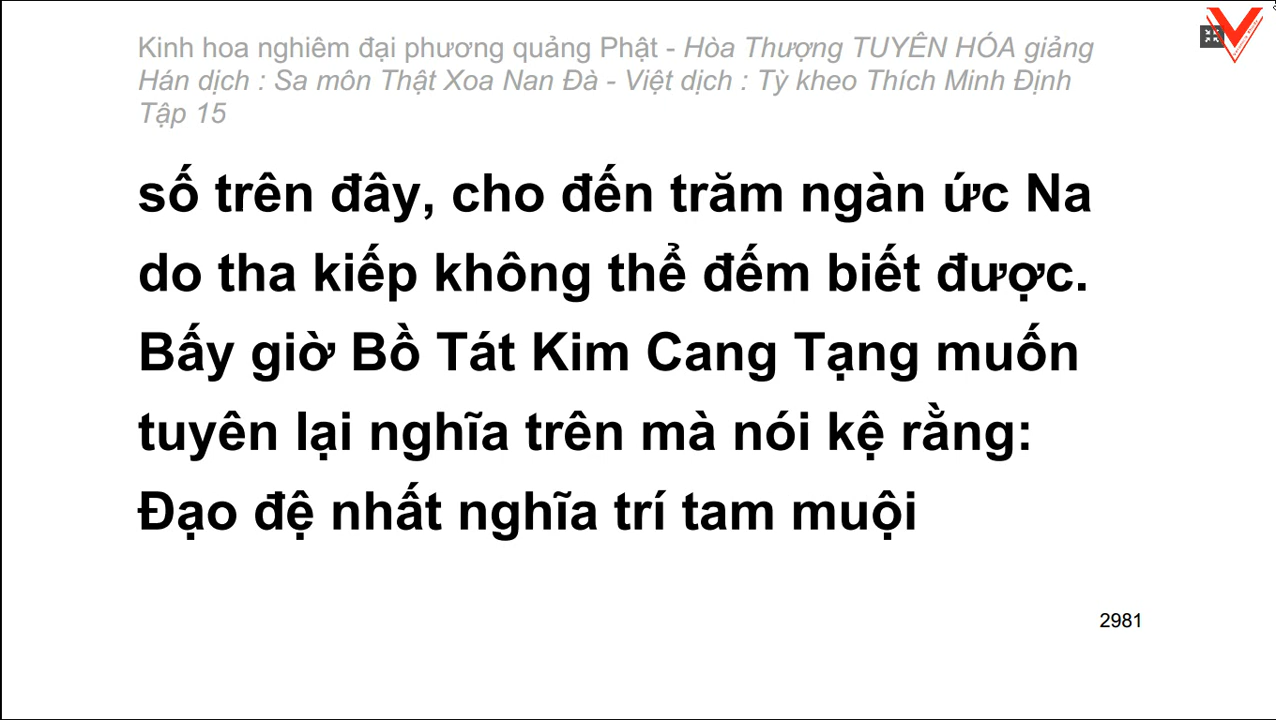 Kinh hoa nghiêm đại phương quảng Phật - Hòa Thượng TUYÊN HÓA giảng
Hán dịch : Sa môn Thật Xoa Nan Đà - Việt dịch : Tỳ kheo Thích Minh Định
Tập 15
số trên đây, cho đến trăm ngàn ức Na
do tha kiếp không thể đếm biết được.
Bấy giờ Bồ Tát Kim Cang Tạng muốn
tuyên lại nghĩa trên mà nói kệ rằng:
Đạo đệ nhất nghĩa trí tam muội
2981